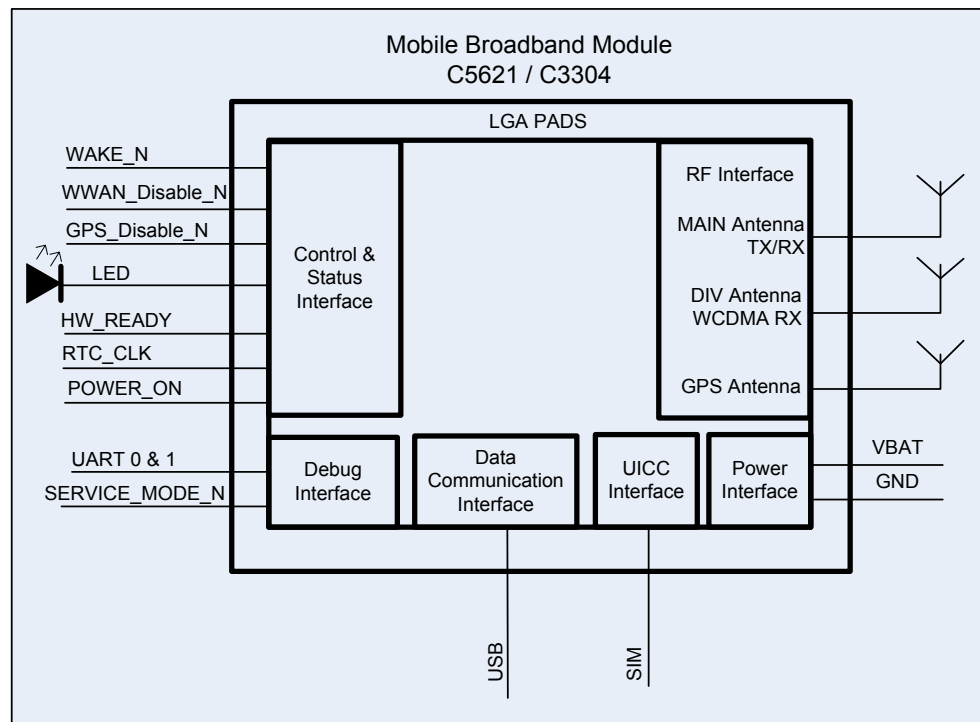 Mobile Broadband Module
C5621 / C3304
LGA PADS
WAKE_N
WWAN_Disable_N
GPS_Disable_N
LED
HW_READY
RTC_CLK
POWER_ON
Control &
Status
Interface
RF Interface
MAIN Antenna
TX/RX
DIV Antenna
WCDMA RX
GPS Antenna
UART 0 & 1
SERVICE_MODE_N
Debug
Interface
Data
Communication
Interface
UICC
Interface
Power
Interface
VBAT
GND
USB
SIM